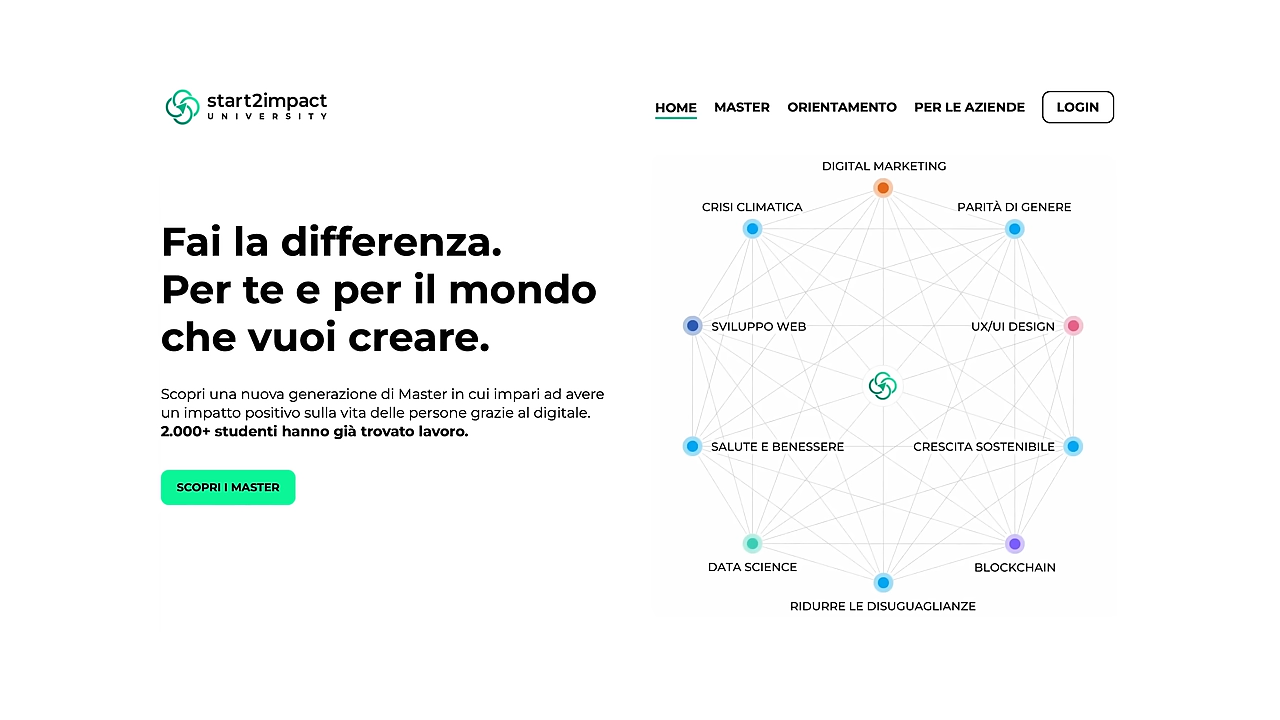 start2impact
UNIVERSITY
HOME MASTER ORIENTAMENTO PER LE AZIENDE LOGIN
Fai la differenza.
Per te e per il mondo
che vuoi creare.
Scopri una nuova generazione di Master in cui impari ad avere
un impatto positivo sulla vita delle persone grazie al digitale.
2.000+ studenti hanno già trovato lavoro.
SCOPRI I MASTER
DIGITAL MARKETING
CRISI CLIMATICA
PARITÀ DI GENERE
SVILUPPO WEB
UX/UI DESIGN
SALUTE E BENESSERE
CRESCITA SOSTENIBILE
DATA SCIENCE
BLOCKCHAIN
RIDURRE LE DISUGUAGLIANZE